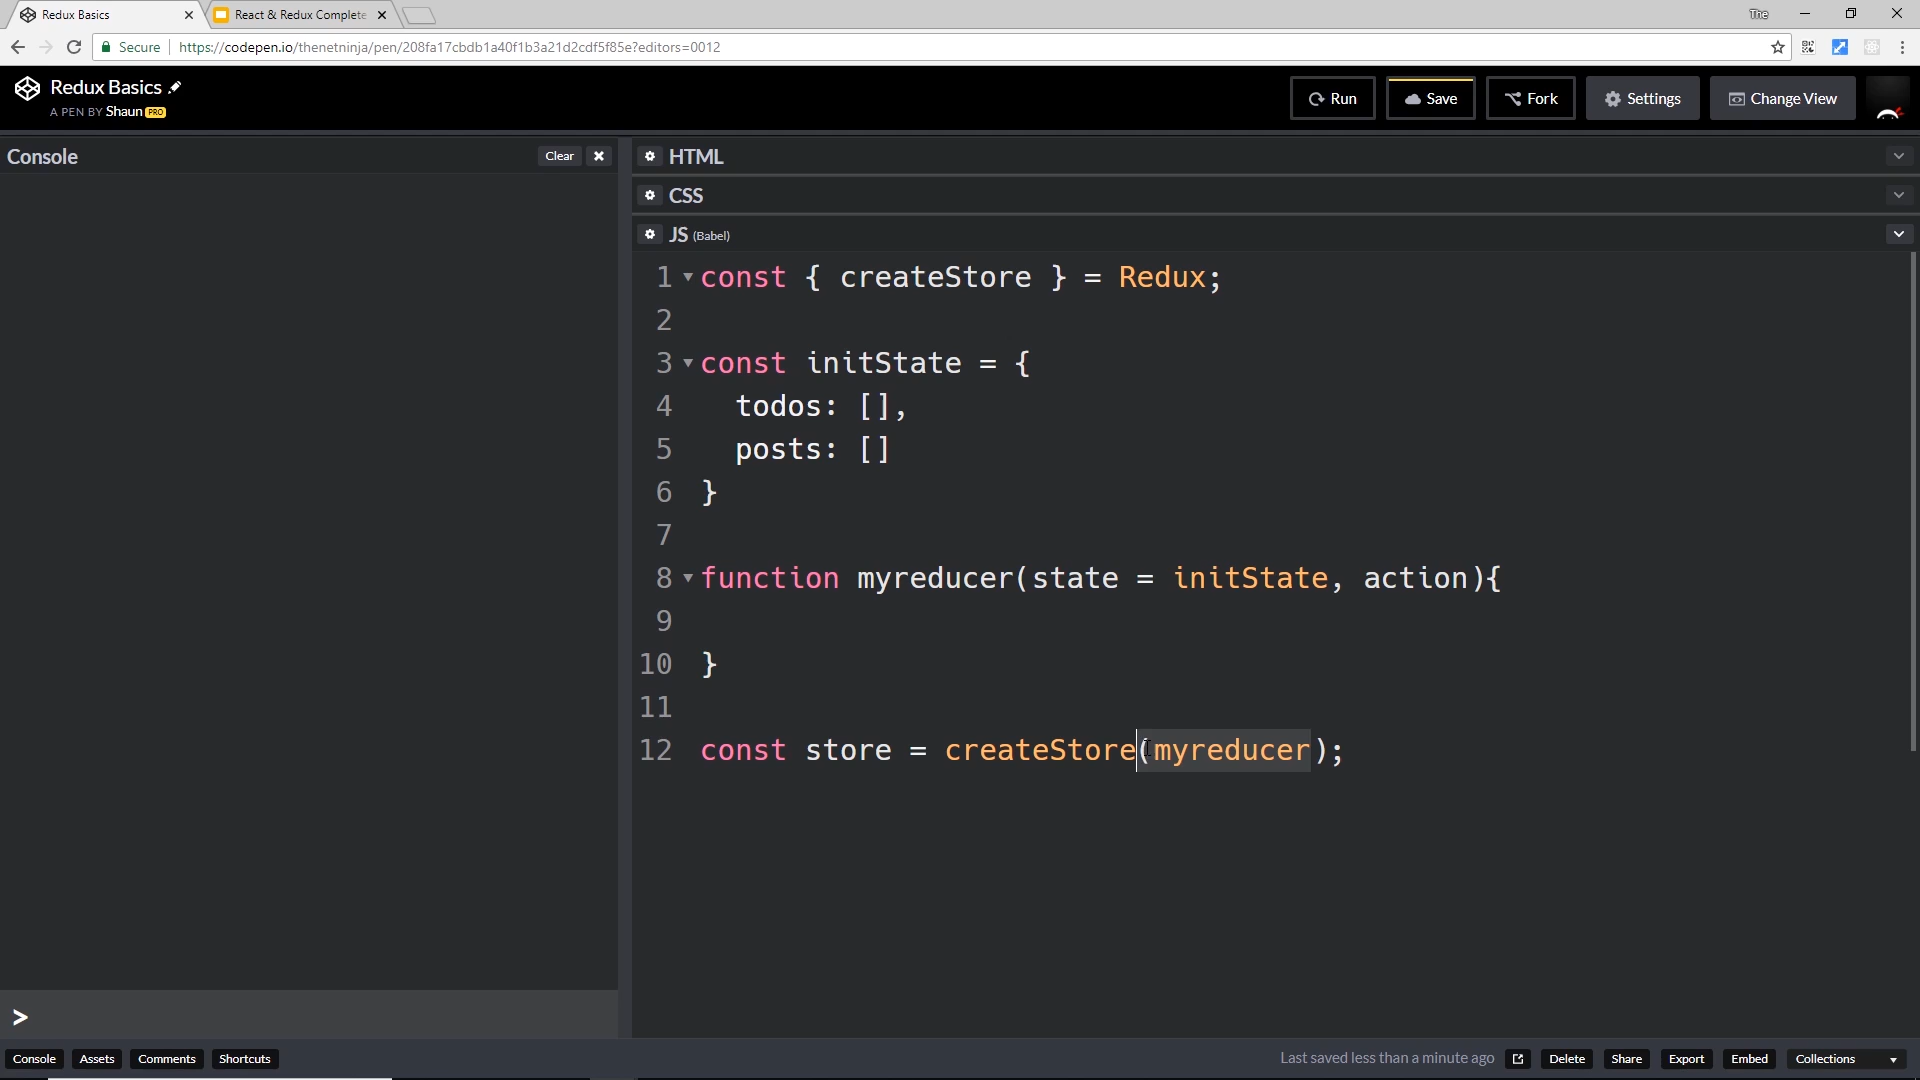 Redux Basics
React & Redux Complete
The
Secure
https://codepen.io/thenetninja/pen/208fa17cbdb1a40f1b3a21d2cdf5f85e?editors=0012
Redux Basics
A PEN BY Shaun PRO
Run
Save
Fork
Settings
Change View
Console
Clear
HTML
CSS
JS (Babel)
1 const { createStore } = Redux;
2
3 const initState = {
4 todos: [],
5 posts: []
6 }
7
8 function myreducer(state = initState, action){
9
10 }
11
12 const store = createStore(myreducer);
>
Console
Assets
Comments
Shortcuts
Last saved less than a minute ago
Delete
Share
Export
Embed
Collections